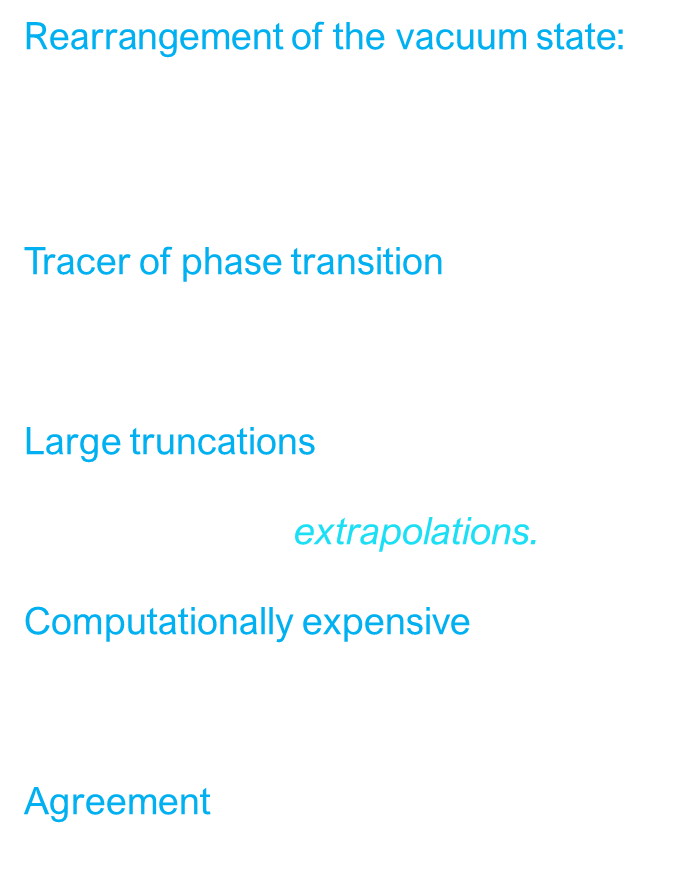 Rearrangement of the vacuum state:
Tracer of phase transition
Large truncations
extrapolations.
Computationally expensive
Agreement